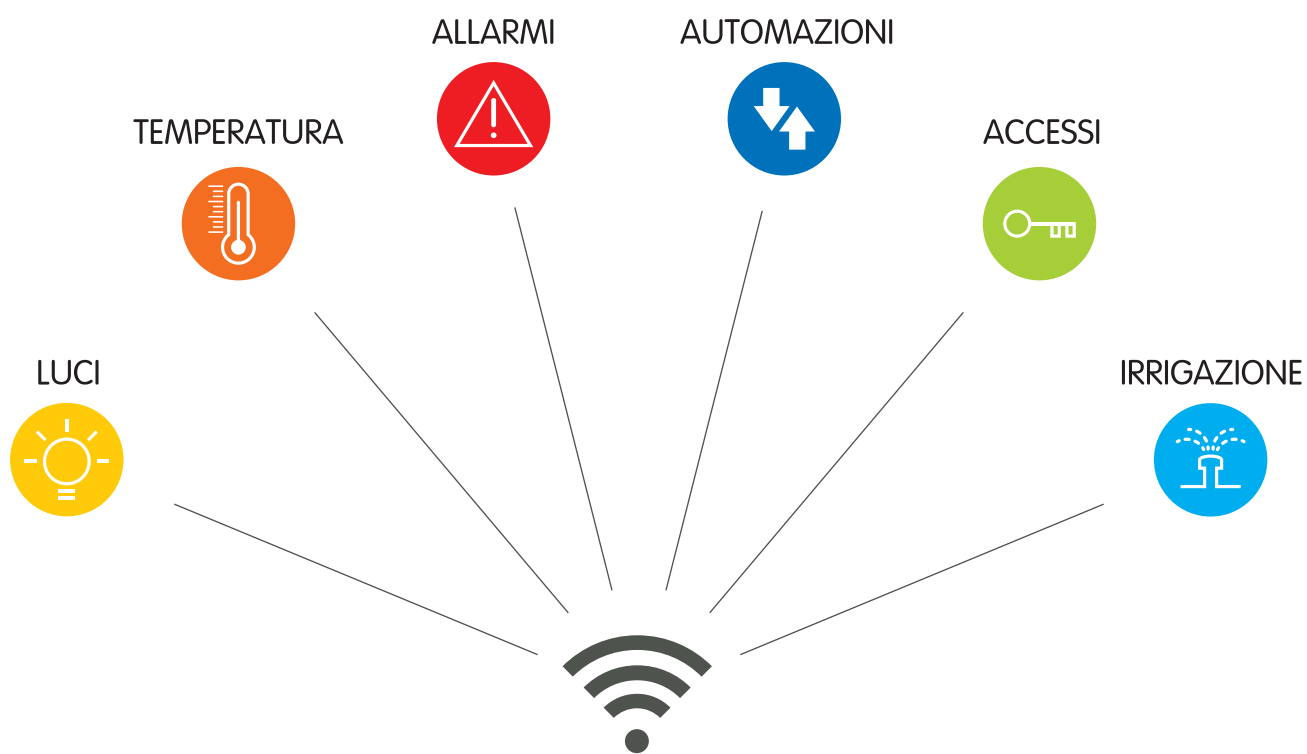 ALLARMI
AUTOMAZIONI
TEMPERATURA
ACCESSI
LUCI
IRRIGAZIONE